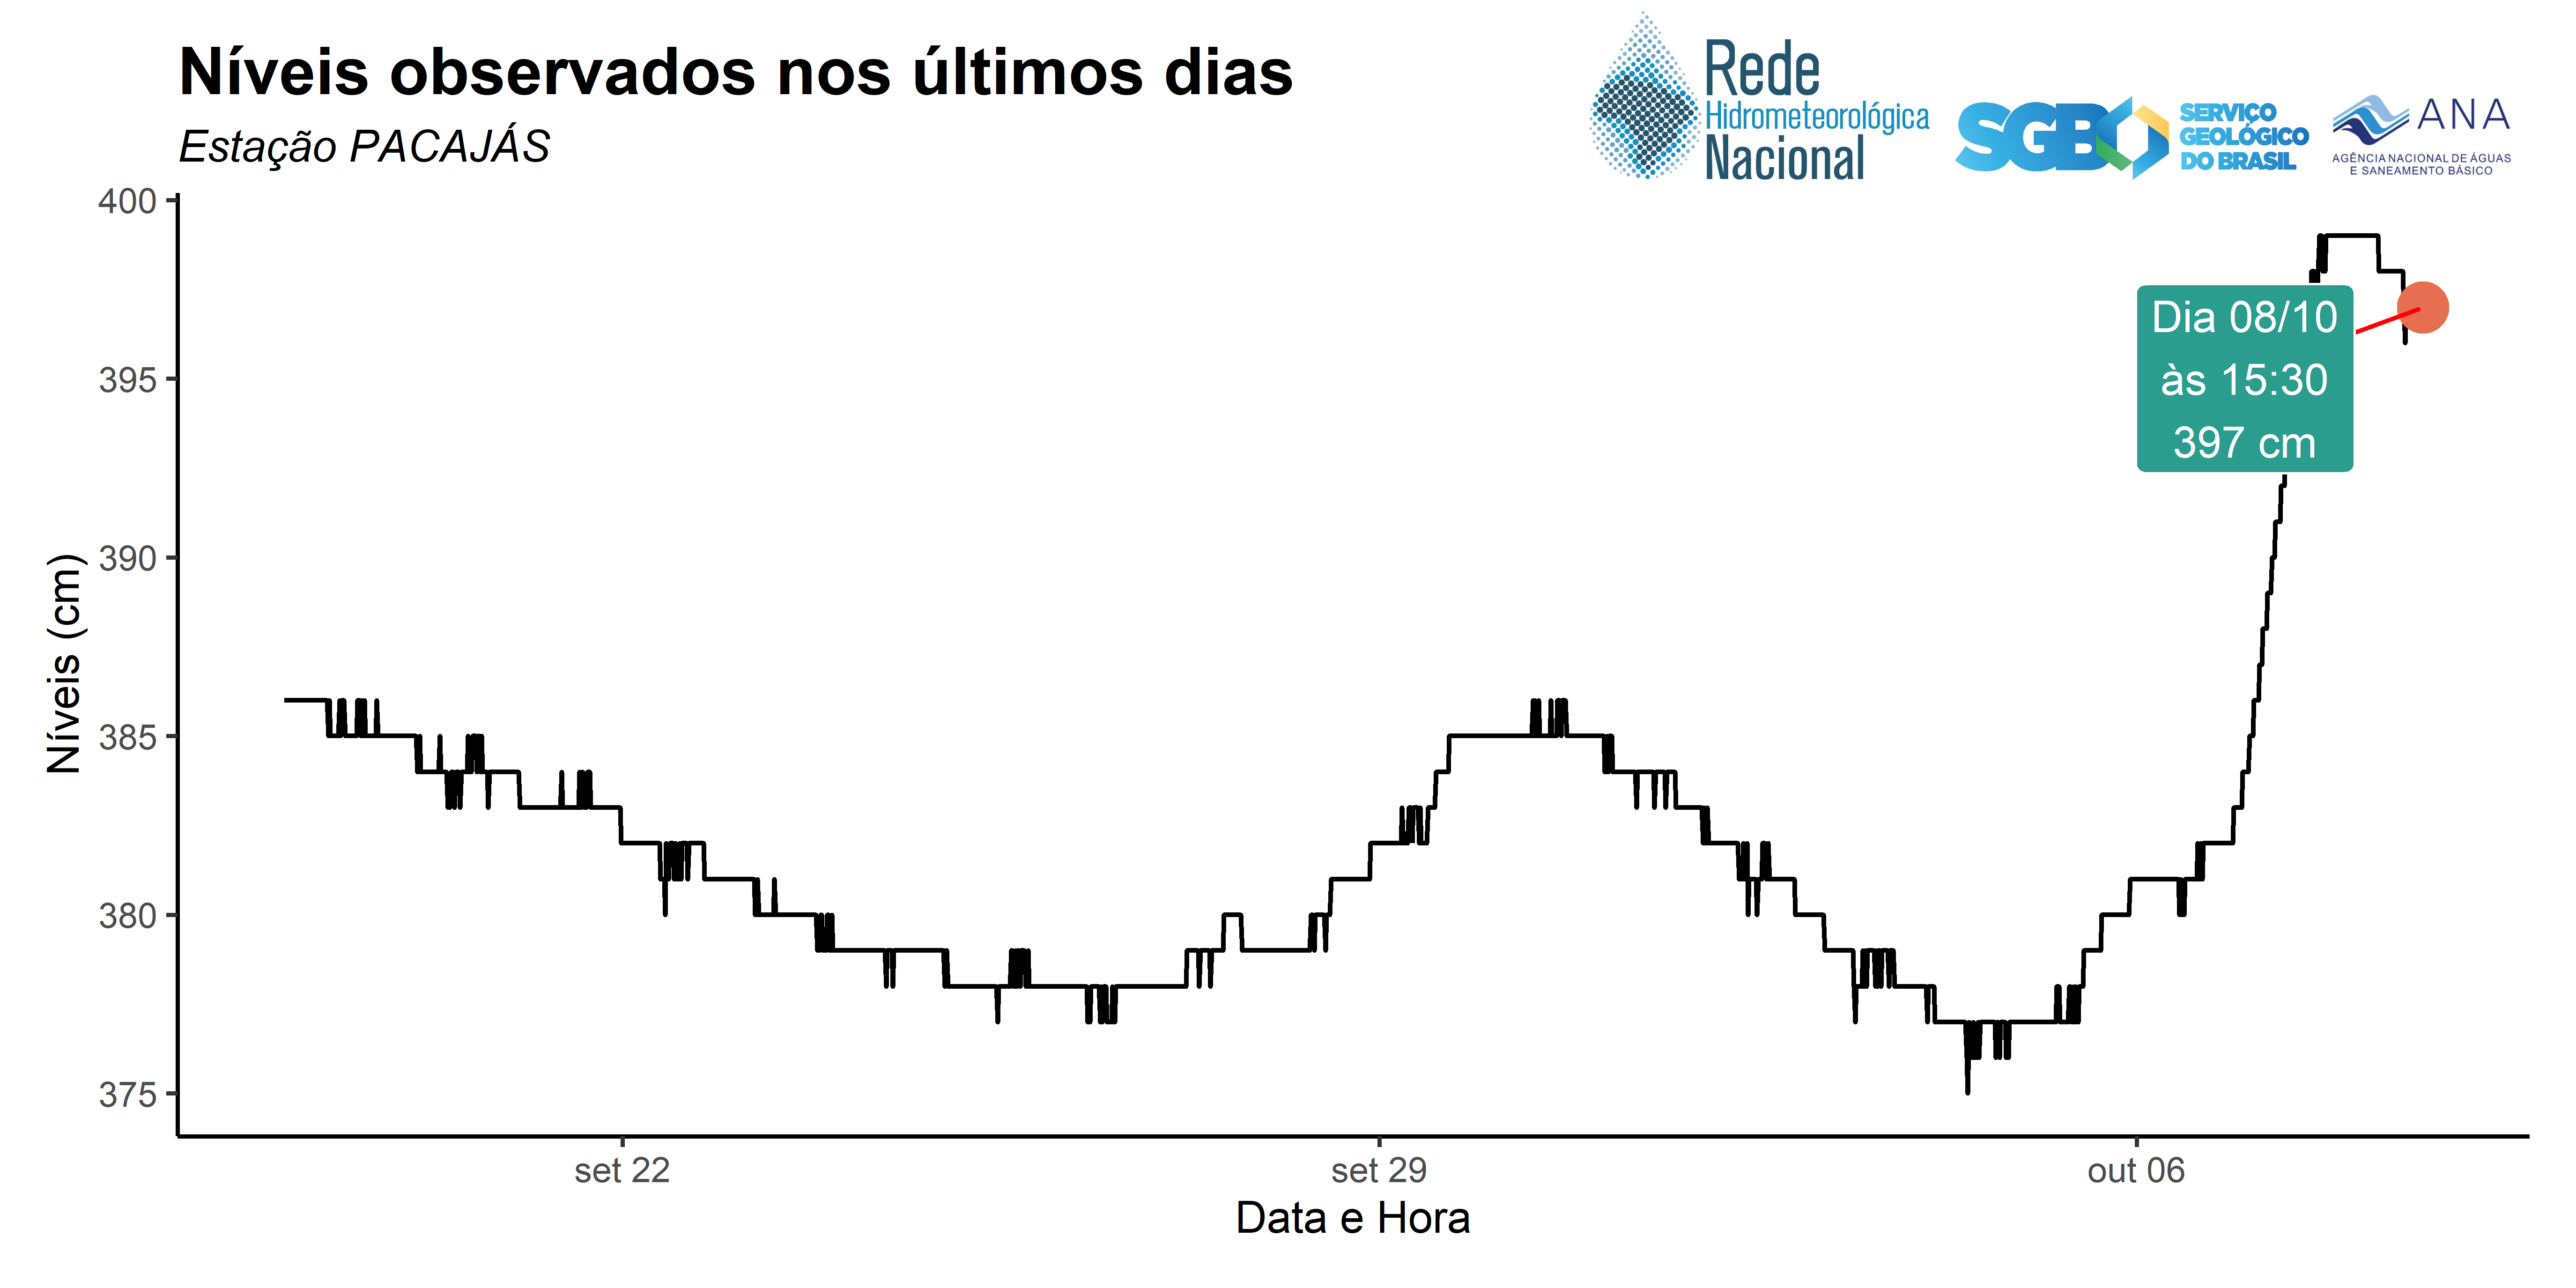 Níveis observados nos últimos dias
Estação PACAJÁS
Rede
Hidrometeorológica
Nacional
SGB
SERVIÇO
GEOLÓGICO
DO BRASIL
ANA
AGÊNCIA NACIONAL DE ÁGUAS
E SANEAMENTO BÁSICO
400
395
390
385
380
375
Níveis (cm)
Dia 08/10
às 15:30
397 cm
set 22
set 29
out 06
Data e Hora